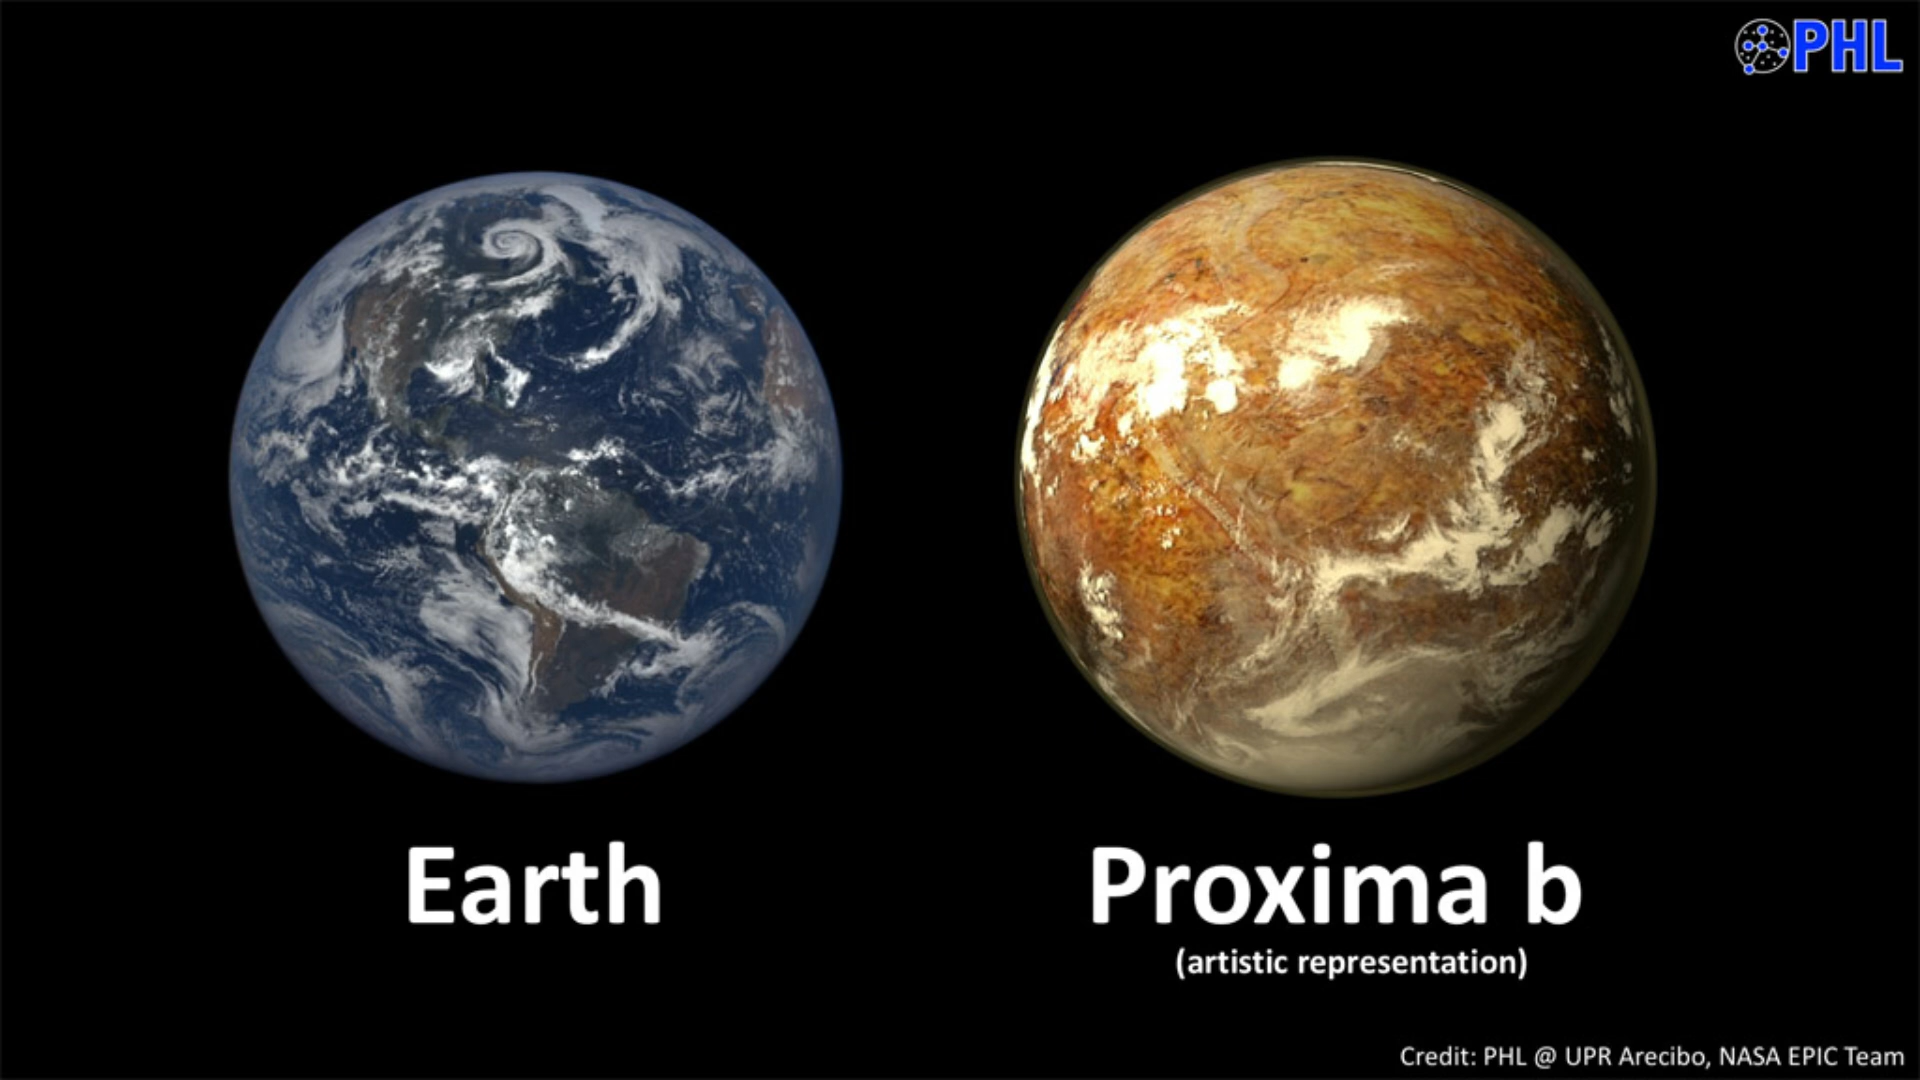 PHL
Earth
Proxima b
(artistic representation)
Credit: PHL @ UPR Arecibo, NASA EPIC Team